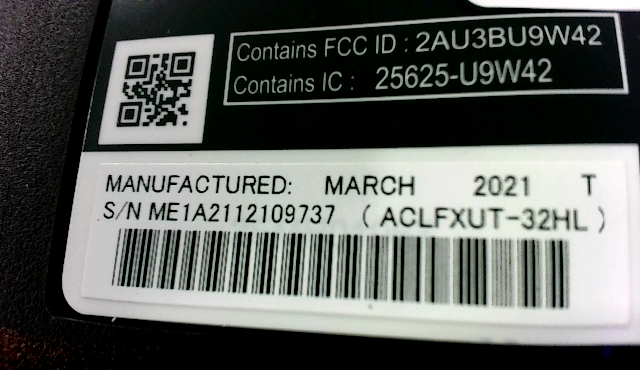 Contains FCC ID : 2AU3BU9W42
Contains IC : 25625-U9W42
MANUFACTURED: MARCH 2021 T
S/N ME1A2112109737 ( ACLFXUT-32HL )